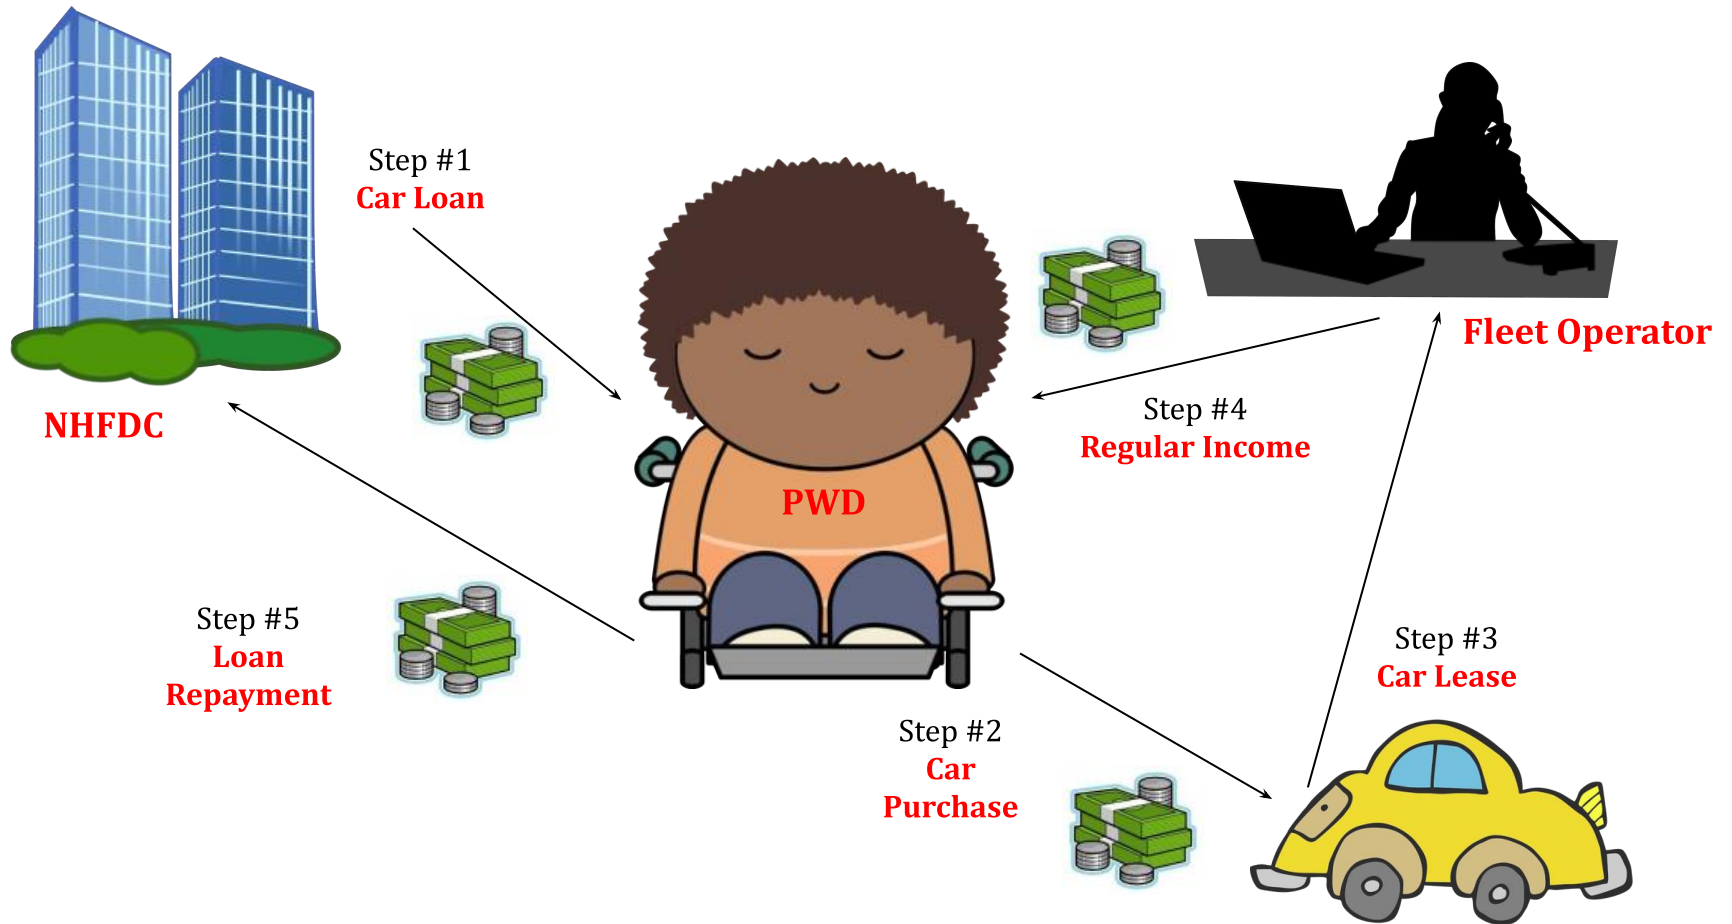 Step #1
Car Loan
NHFDC
Fleet Operator
Step #4
Regular Income
PWD
Step #5
Loan
Repayment
Step #3
Car Lease
Step #2
Car
Purchase